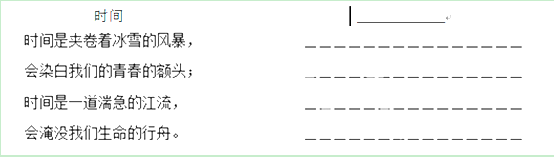 时间
时间是夹卷着冰雪的风暴，
会染白我们的青春的额头；
时间是一道湍急的江流，
会淹没我们生命的行舟。